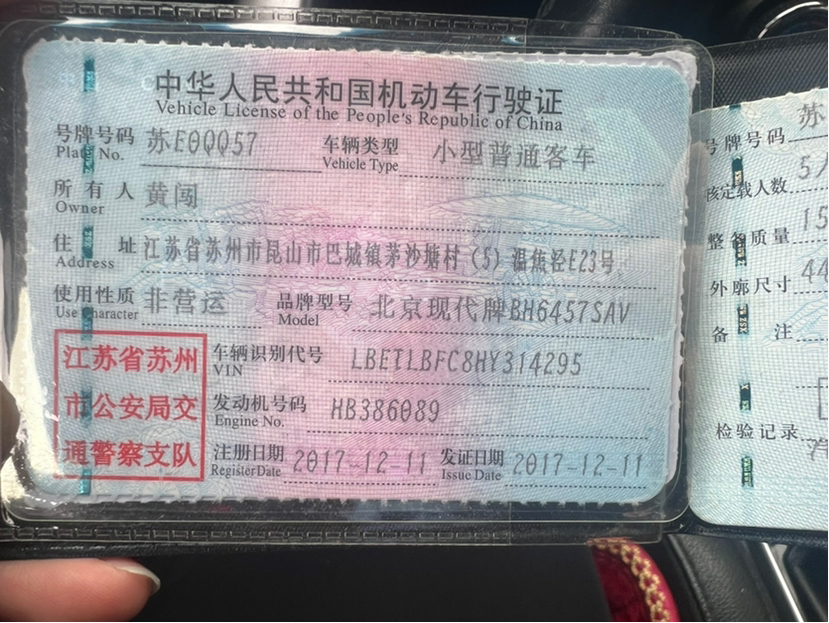 中华人民共和国机动车行驶证
Vehicle License of the People's Republic of China
号牌号码 苏E0QQ57 车辆类型 小型普通客车
Plate No. Vehicle Type
所有人 黄闯
Owner
住址 江苏省苏州市昆山市巴城镇茅沙塘村（5）温焦泾E23号
Address
使用性质 非营运 品牌型号 北京现代牌BH6457SAV
Use Character Model
江苏省苏州
市公安局交
通警察支队
车辆识别代号 LBETLBFC8HY314295
VIN
发动机号码 HB386089
Engine No.
注册日期 2017-12-11 发证日期 2017-12-11
Register Date Issue Date
号牌号码 苏
核定载人数 5人
整备质量 15
外廓尺寸 44
备注
检验记录